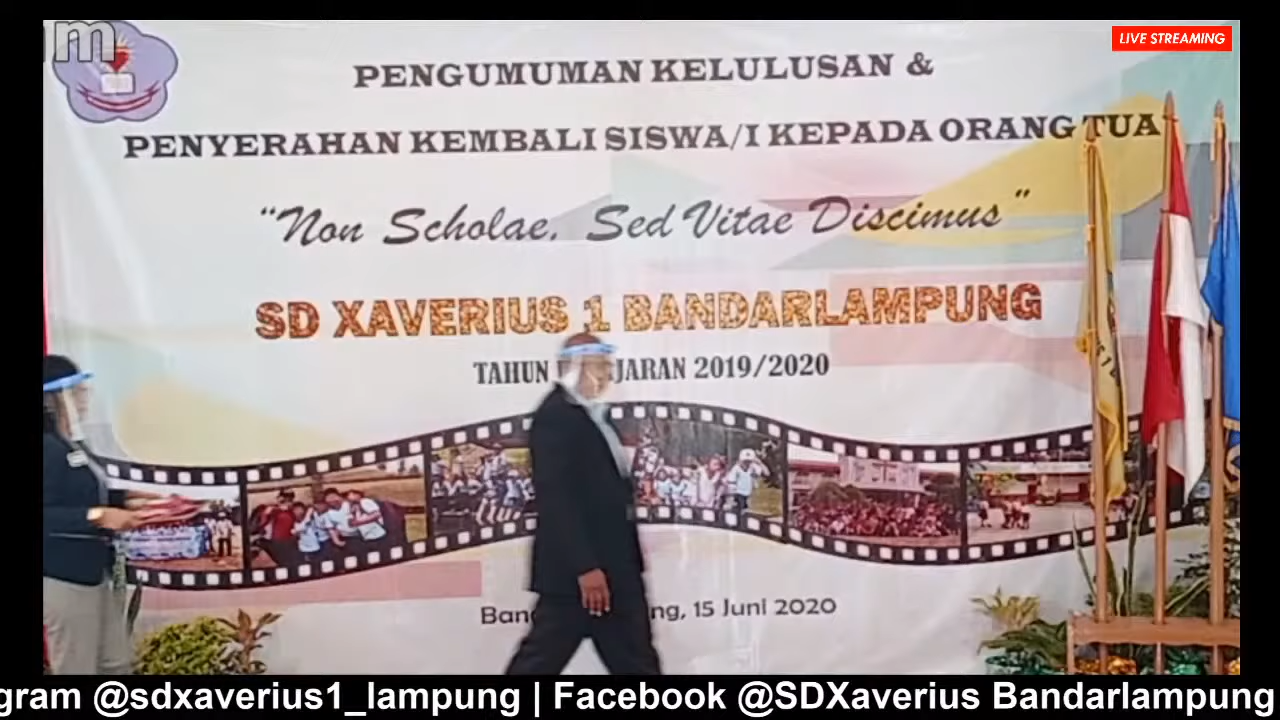 m
LIVE STREAMING
PENGUMUMAN KELULUSAN &
PENYERAHAN KEMBALI SISWA/I KEPADA ORANG TUA
"Non Scholae, Sed Vitae Discimus"
SD XAVERIUS 1 BANDARLAMPUNG
TAHUN JARAN 2019/2020
Ban ng, 15 Juni 2020
gram @sdxaverius1_lampung | Facebook @SDXaverius Bandarlampung